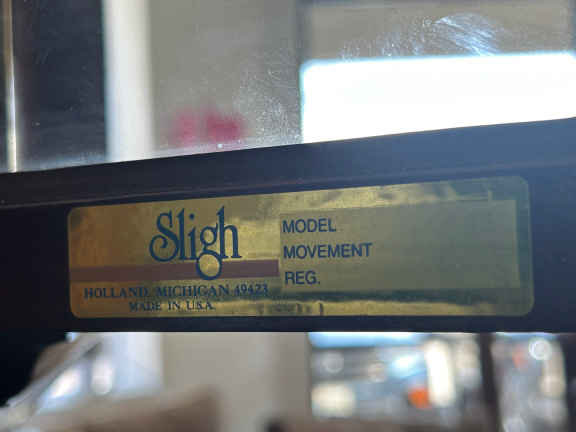 Sligh
HOLLAND, MICHIGAN 49423
MADE IN U.S.A.
MODEL
MOVEMENT
REG.